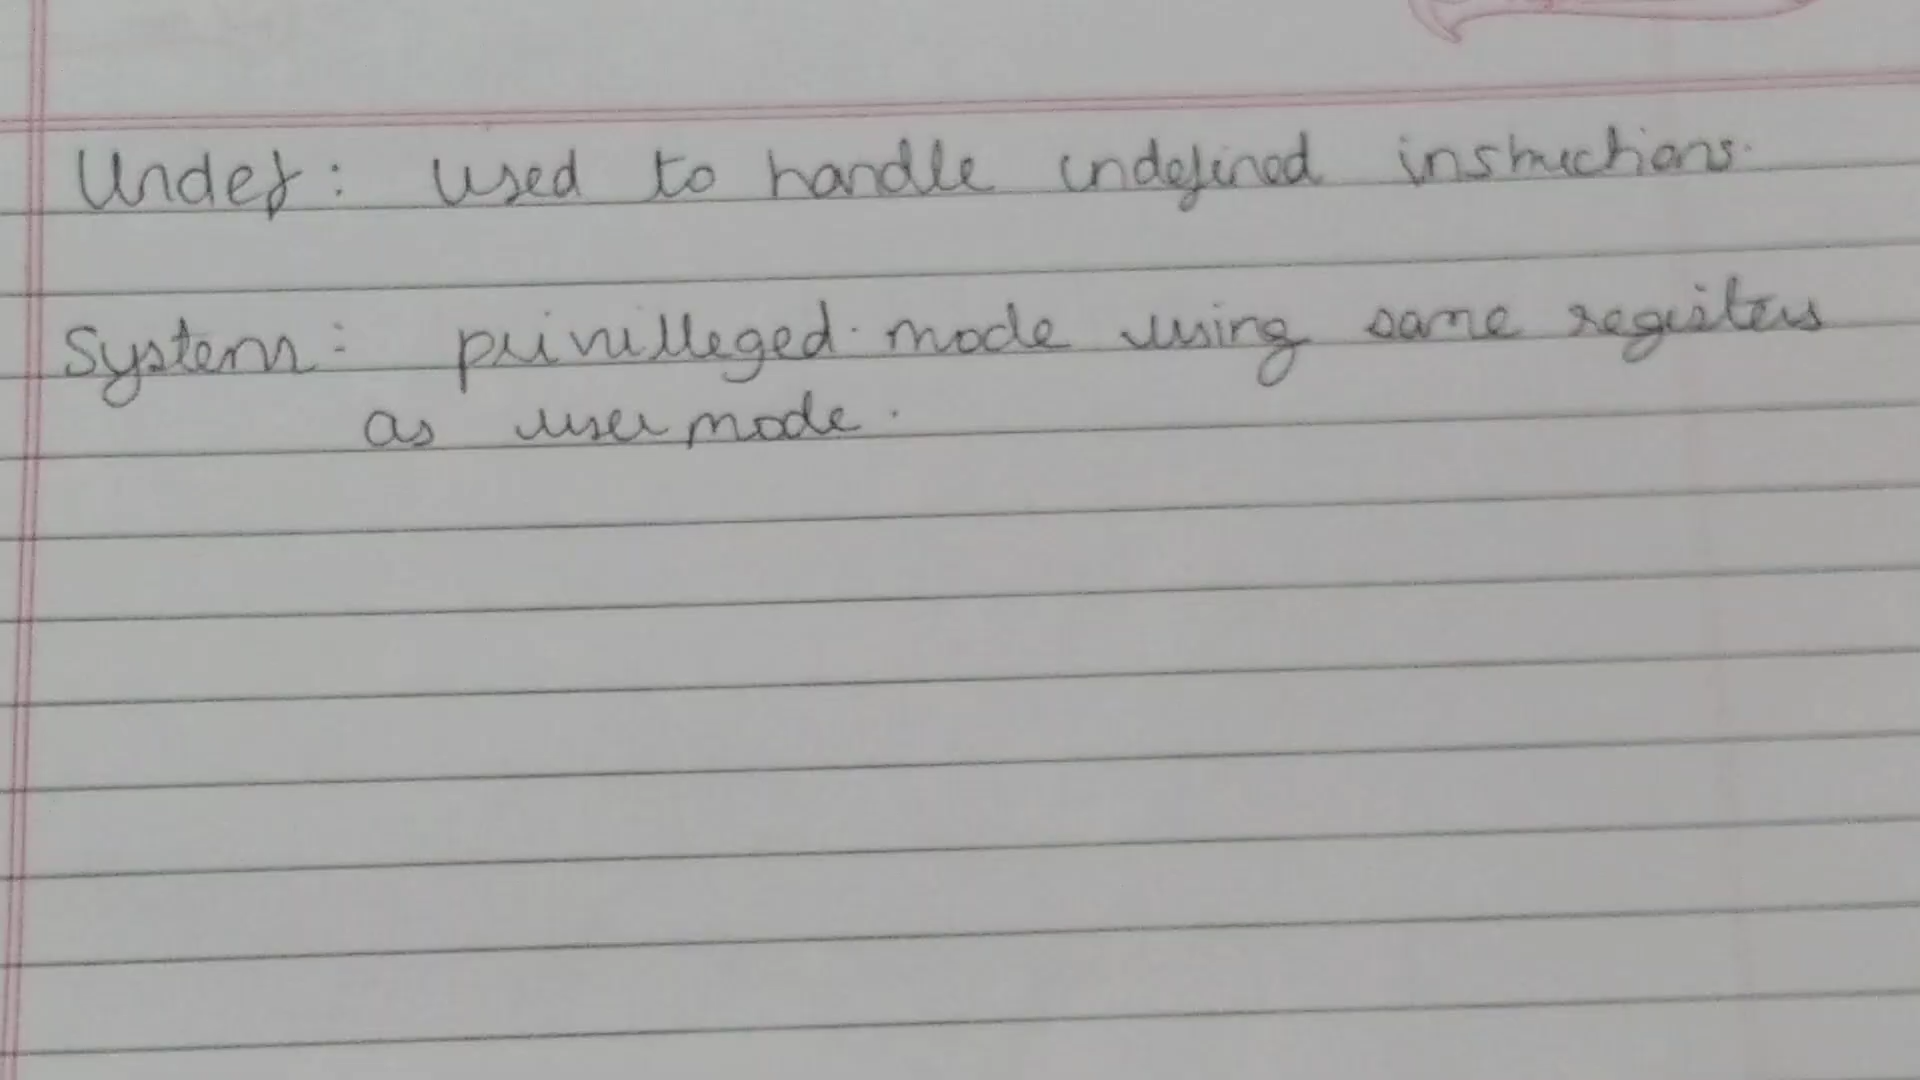 Undef: used to handle undefined instructions.
System: privilleged mode using same registers
as user mode.